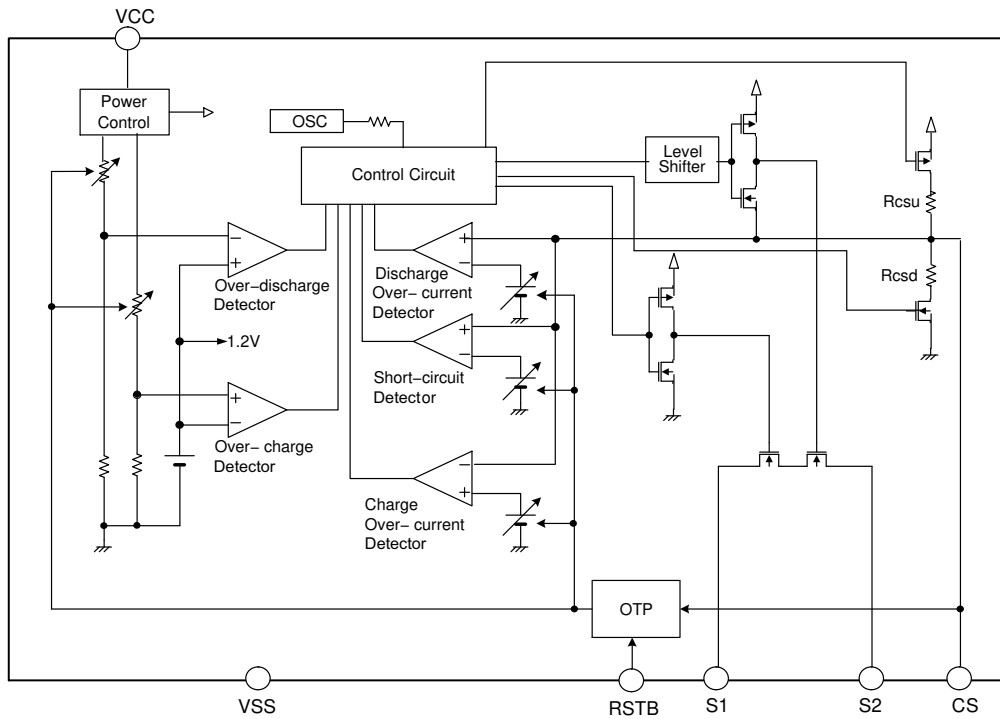 VCC
Power
Control
OSC
Control Circuit
Level
Shifter
Rcsu
Rcsd
−
+
Over−discharge
Detector
+
−
Discharge
Over− current
Detector
1.2V
+
−
Short−circuit
Detector
+
−
Over− charge
Detector
−
+
Charge
Over− current
Detector
OTP
VSS
RSTB
S1
S2
CS